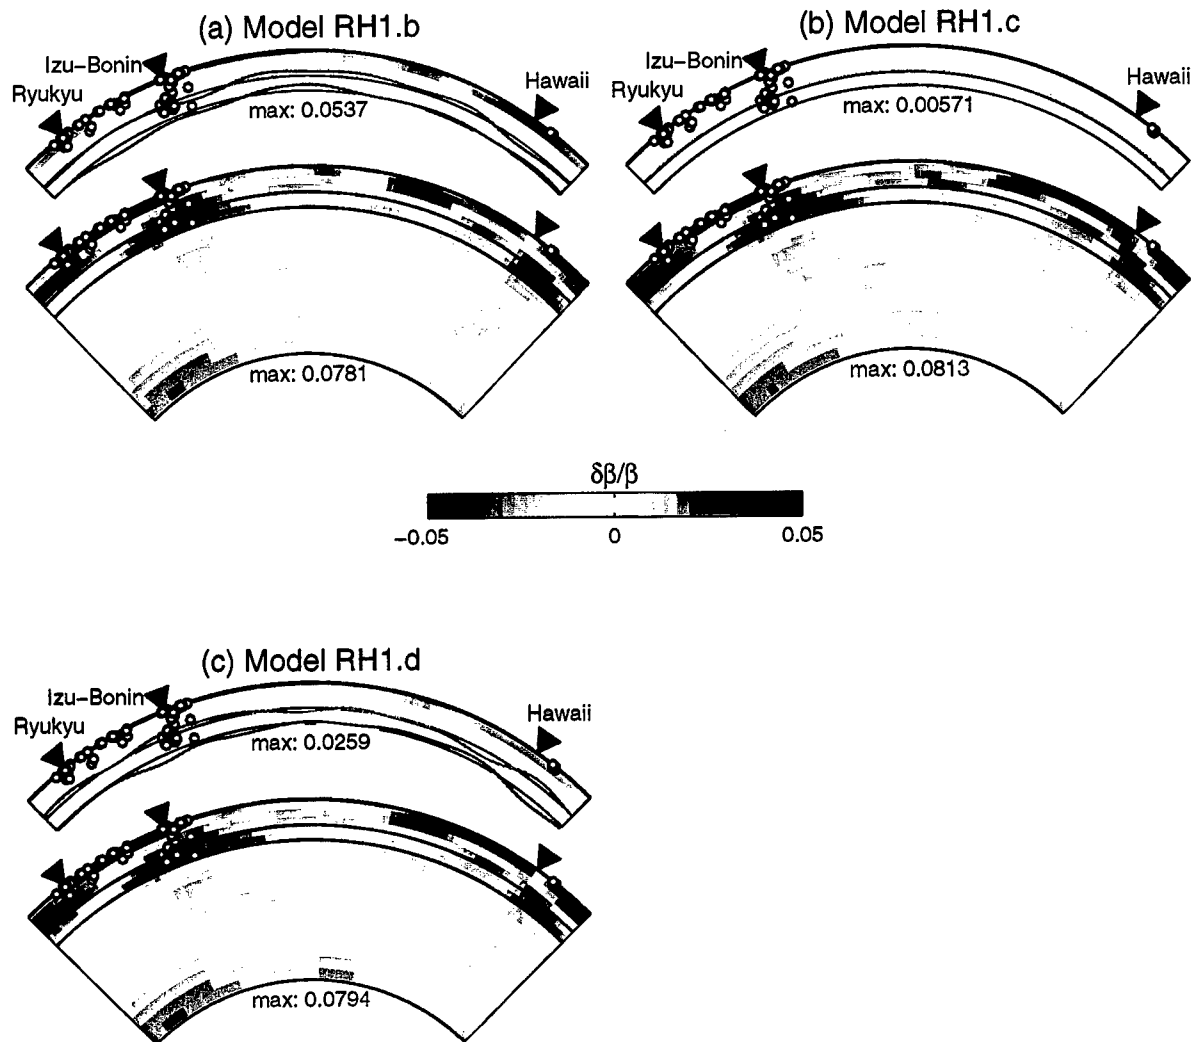 (a) Model RH1.b
Izu-Bonin
Ryukyu
Hawaii
max: 0.0537
max: 0.0781
(b) Model RH1.c
Izu-Bonin
Ryukyu
Hawaii
max: 0.00571
max: 0.0813
δβ/β
-0.05 0 0.05
(c) Model RH1.d
Izu-Bonin
Ryukyu
Hawaii
max: 0.0259
max: 0.0794